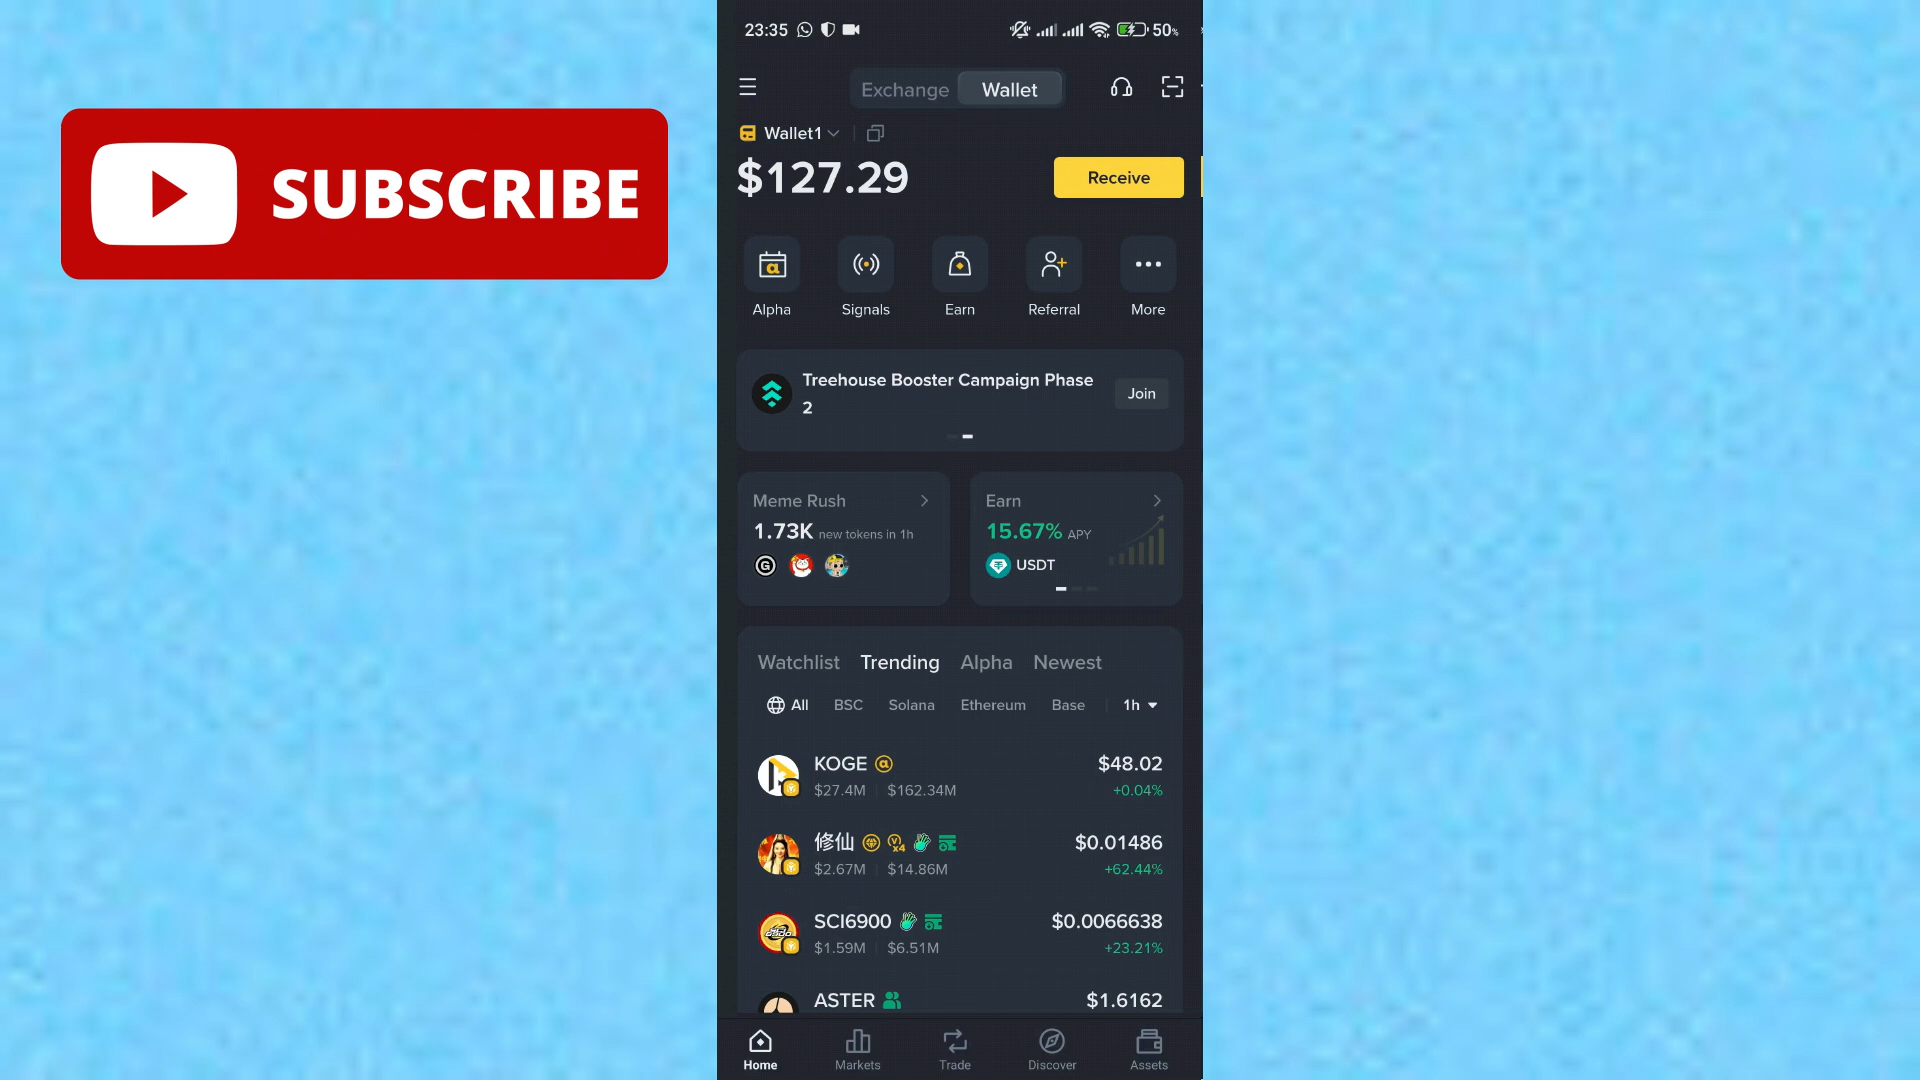 SUBSCRIBE
23:35 50%
Exchange Wallet
Wallet1
$127.29 Receive
Alpha Signals Earn Referral More
Treehouse Booster Campaign Phase
2
Join
Meme Rush
1.73K new tokens in 1h
Earn
15.67% APY
USDT
Watchlist Trending Alpha Newest
All BSC Solana Ethereum Base 1h
KOGE $48.02
$27.4M $162.34M +0.04%
修仙 $0.01486
$2.67M $14.86M +62.44%
SCI6900 $0.0066638
$1.59M $6.51M +23.21%
ASTER $1.6162
Home Markets Trade Discover Assets